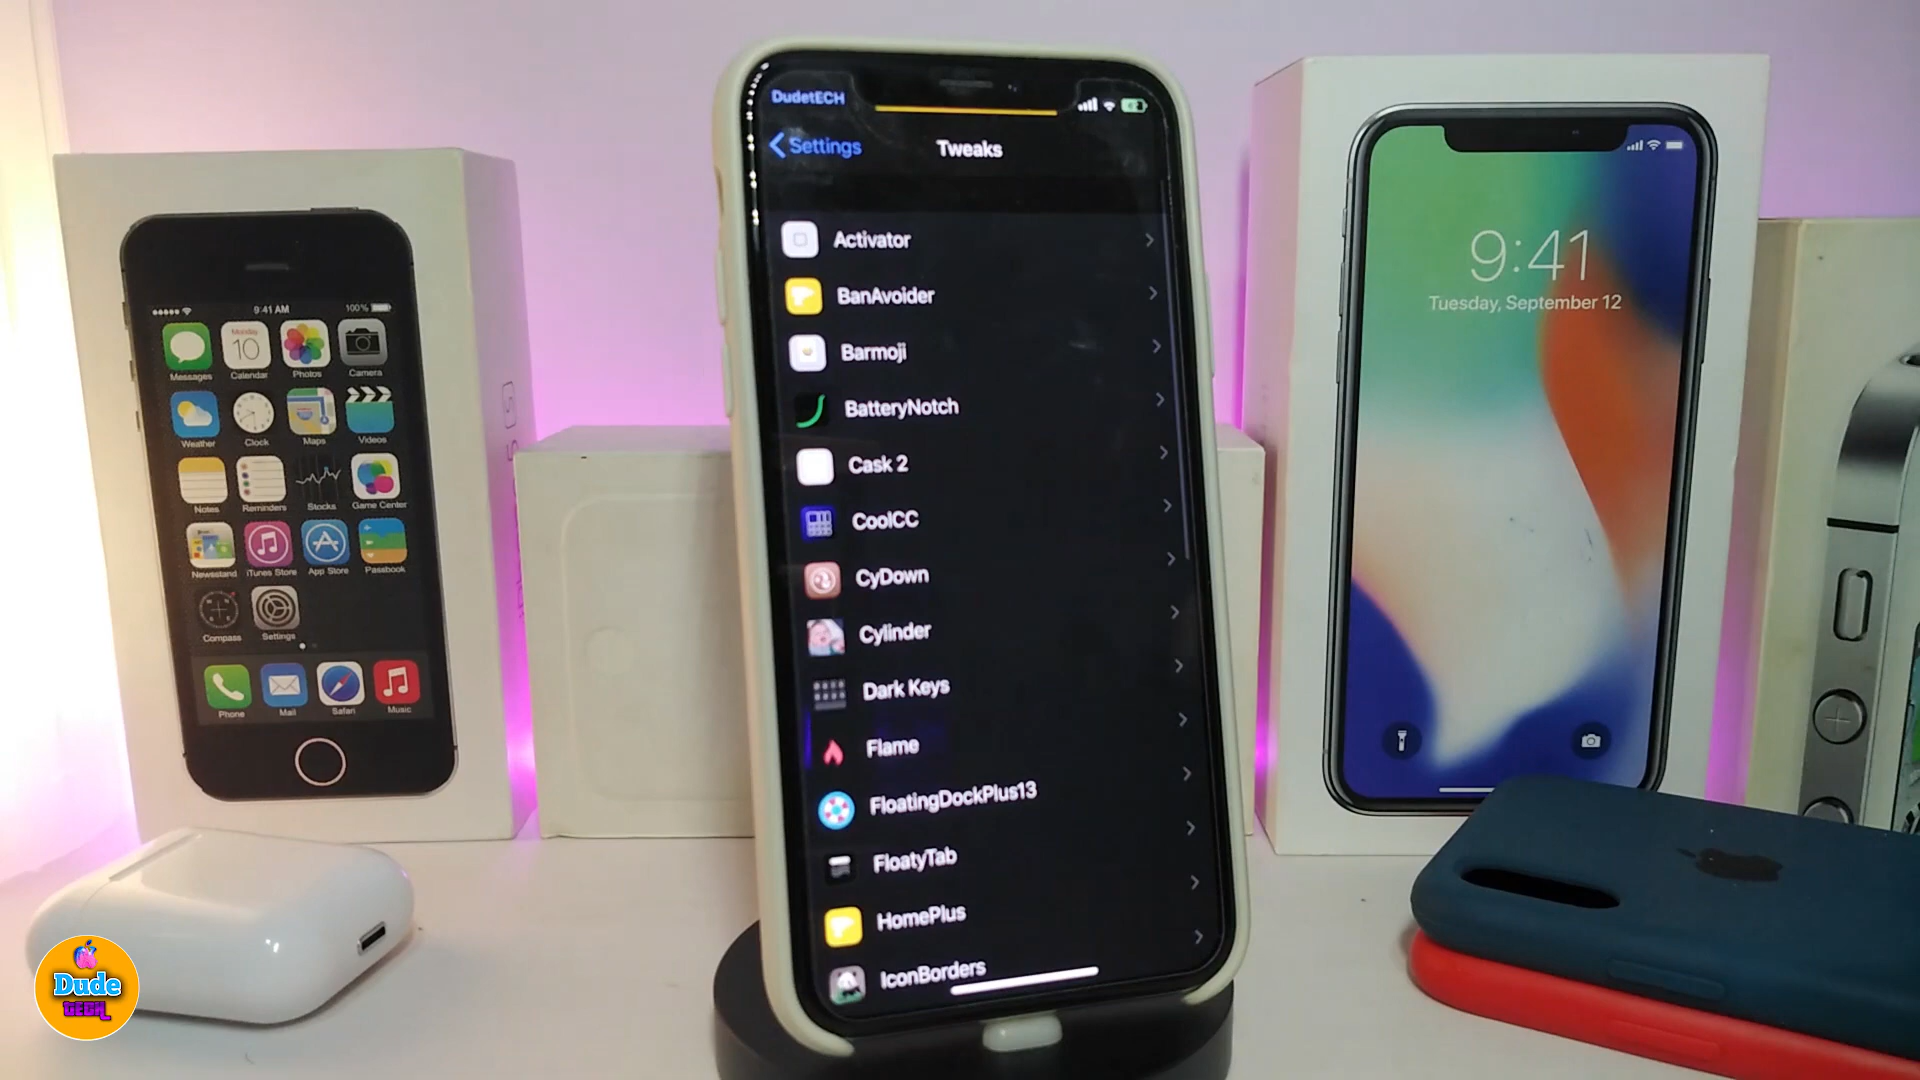 9:41 AM
100%
Monday
10
Messages
Calendar
Photos
Camera
Weather
Clock
Maps
Videos
Notes
Reminders
Stocks
Game Center
Newsstand
iTunes Store
App Store
Passbook
Compass
Settings
Phone
Mail
Safari
Music
DudetECH
Settings
Tweaks
Activator
BanAvoider
Barmoji
BatteryNotch
Cask 2
CoolCC
CyDown
Cylinder
Dark Keys
Flame
FloatingDockPlus13
FloatyTab
HomePlus
IconBorders
9:41
Tuesday, September 12
Dude
TECH